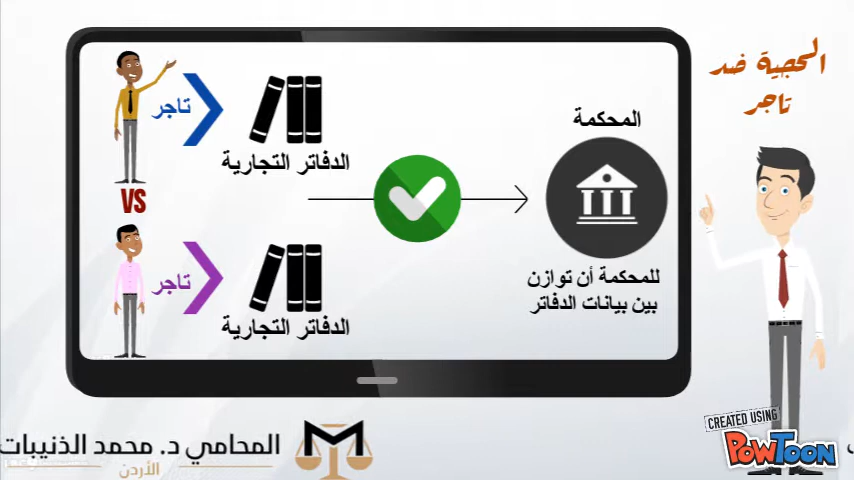 الحجية ضد
تاجر
تاجر
الدفاتر التجارية
VS
تاجر
الدفاتر التجارية
المحكمة
للمحكمة أن توازن
بين بيانات الدفاتر
المحامي د. محمد الذنيبات
الأردن
CREATED USING
POWTOON